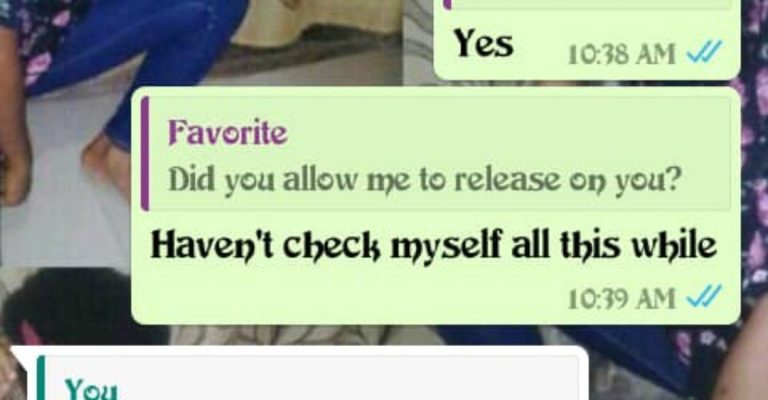 Yes
10:38 AM
Favorite
Did you allow me to release on you?
Haven't check myself all this while
10:39 AM
You